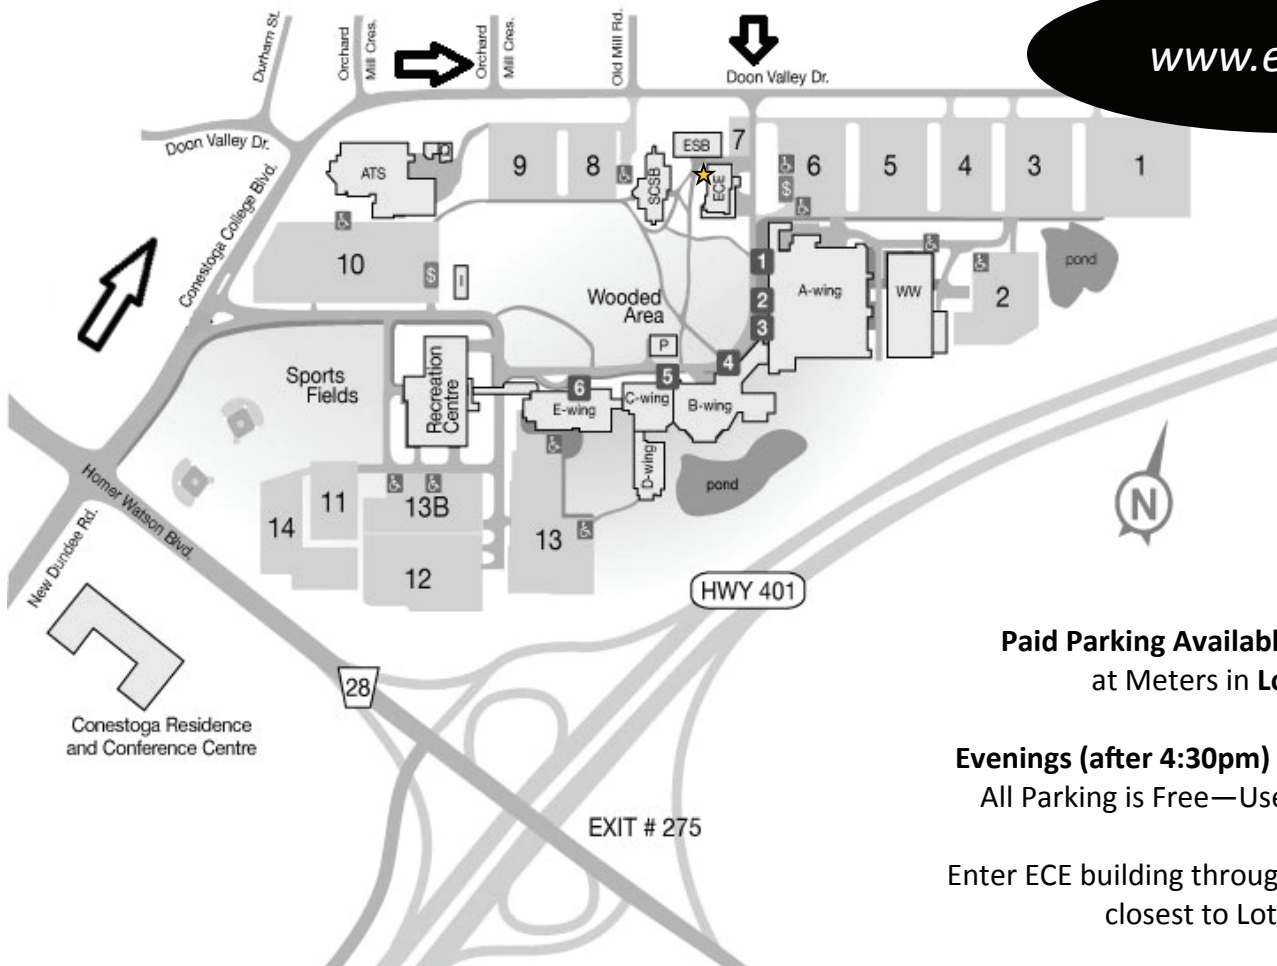 www.e
Durham St.
Orchard
Mill Cres.
Orchard
Mill Cres.
Old Mill Rd.
Doon Valley Dr.
Doon Valley Dr.
Conestoga College Blvd.
ATS
9
8
SCSB
ESB
ECE
7
6
$
5
4
3
1
10
$
I
Wooded
Area
1
2
3
A-wing
WW
2
pond
P
4
5
6
Sports
Fields
Recreation
Centre
E-wing
C-wing
B-wing
D-wing
pond
N
Homer Watson Blvd.
New Dundee Rd.
14
11
13B
12
13
HWY 401
28
Conestoga Residence
and Conference Centre
EXIT # 275
Paid Parking Availabl
at Meters in Lo
Evenings (after 4:30pm)
All Parking is Free—Use
Enter ECE building throug
closest to Lot